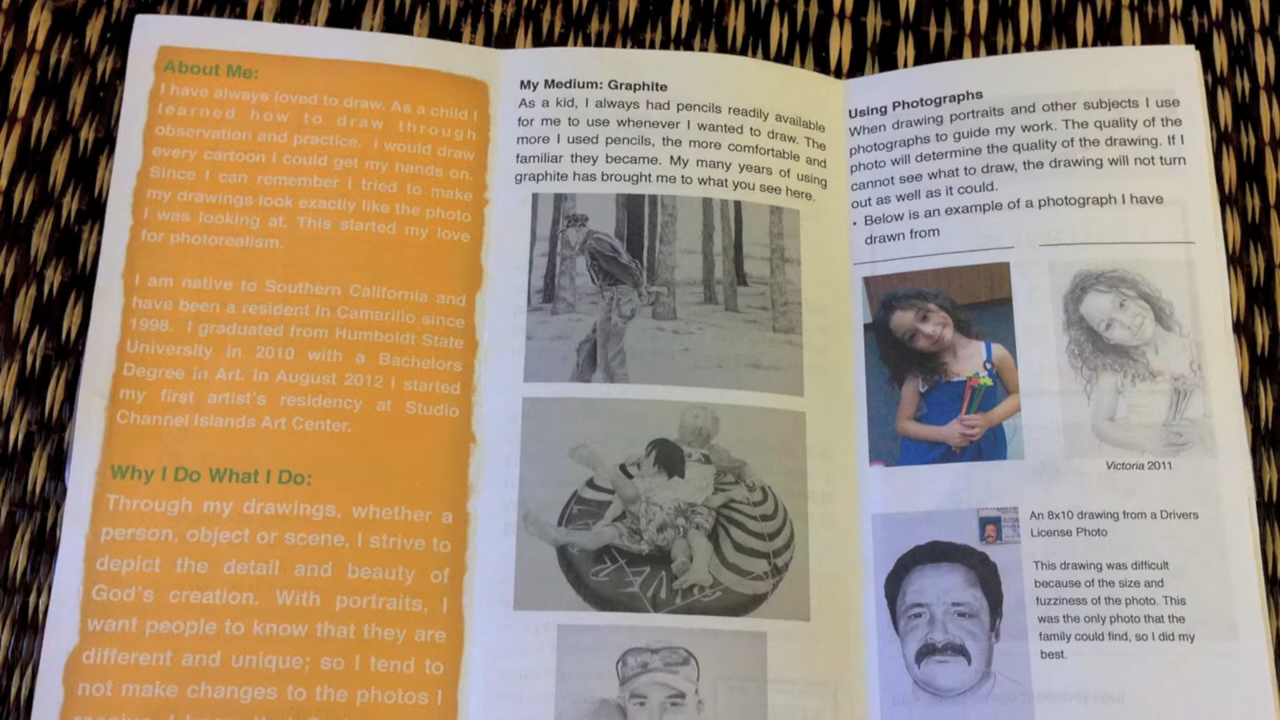 About Me:
I have always loved to draw. As a child I
learned how to draw through
observation and practice. I would draw
every cartoon I could get my hands on.
Since I can remember I tried to make
my drawings look exactly like the photo
I was looking at. This started my love
for photorealism.
I am native to Southern California and
have been a resident in Camarillo since
1998. I graduated from Humboldt State
University in 2010 with a Bachelors
Degree in Art. In August 2012 I started
my first artist's residency at Studio
Channel Islands Art Center.
Why I Do What I Do:
Through my drawings, whether a
person, object or scene, I strive to
depict the detail and beauty of
God's creation. With portraits, I
want people to know that they are
different and unique; so I tend to
not make changes to the photos I
My Medium: Graphite
As a kid, I always had pencils readily available
for me to use whenever I wanted to draw. The
more I used pencils, the more comfortable and
familiar they became. My many years of using
graphite has brought me to what you see here.
Using Photographs
When drawing portraits and other subjects I use
photographs to guide my work. The quality of the
photo will determine the quality of the drawing. If I
cannot see what to draw, the drawing will not turn
out as well as it could.
• Below is an example of a photograph I have
drawn from
Victoria 2011
An 8x10 drawing from a Drivers
License Photo
This drawing was difficult
because of the size and
fuzziness of the photo. This
was the only photo that the
family could find, so I did my
best.